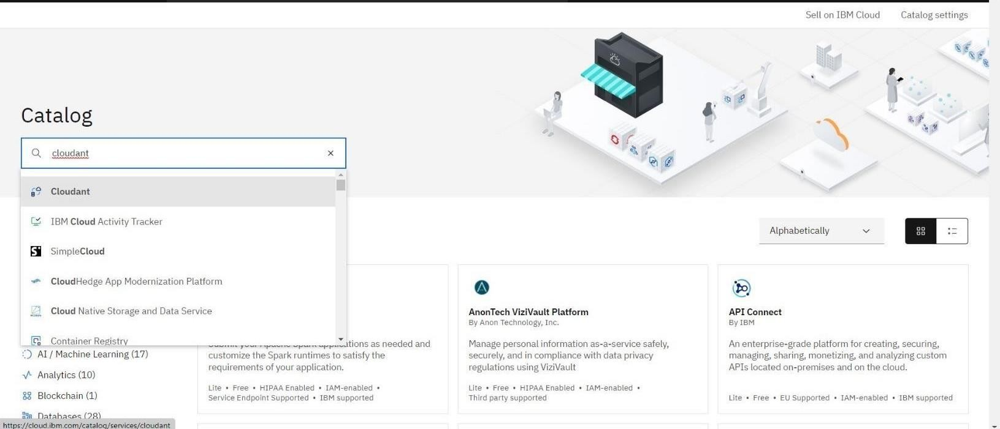 Sell on IBM Cloud
Catalog settings
Catalog
cloudant
Cloudant
IBM Cloud Activity Tracker
SimpleCloud
CloudHedge App Modernization Platform
Cloud Native Storage and Data Service
Container Registry
AI / Machine Learning (17)
Analytics (10)
Blockchain (1)
Databases (28)
https://cloud.ibm.com/catalog/services/cloudant
Alphabetically
Submit your Apache Spark applications as needed and
customize the Spark runtimes to satisfy the
requirements of your application.
Lite • Free • HIPAA Enabled • IAM-enabled •
Service Endpoint Supported • IBM supported
AnonTech ViziVault Platform
By Anon Technology, Inc.
Manage personal information as-a-service safely,
securely, and in compliance with data privacy
regulations using ViziVault
Lite • Free • HIPAA Enabled • IAM-enabled •
Third party supported
API Connect
By IBM
An enterprise-grade platform for creating, securing,
managing, sharing, monetizing, and analyzing custom
APIs located on-premises and on the cloud.
Lite • Free • EU Supported • IAM-enabled • IBM supported